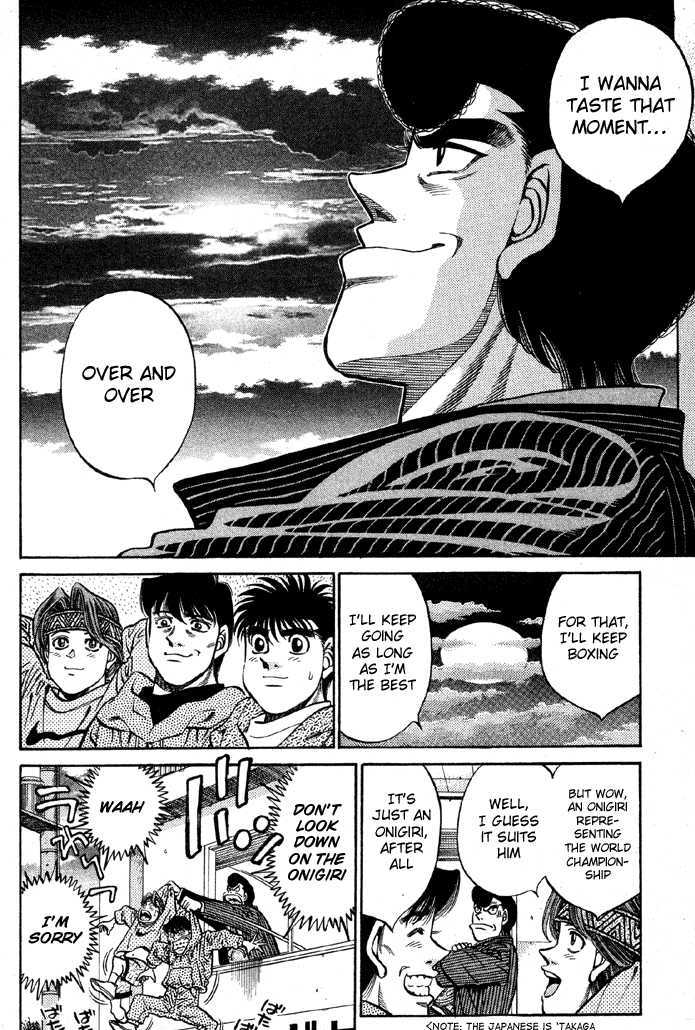 I WANNA
TASTE THAT
MOMENT...
OVER AND
OVER
FOR THAT,
I'LL KEEP
BOXING
I'LL KEEP
GOING
AS LONG
AS I'M
THE BEST
BUT WOW,
AN ONIGIRI
REPRE-
SENTING
THE WORLD
CHAMPION-
SHIP
WELL,
I GUESS
IT SUITS
HIM
IT'S
JUST AN
ONIGIRI,
AFTER
ALL
DON'T
LOOK
DOWN
ON THE
ONIGIRI
WAAH
I'M
SORRY
<NOTE: THE JAPANESE IS 'TAKAGA